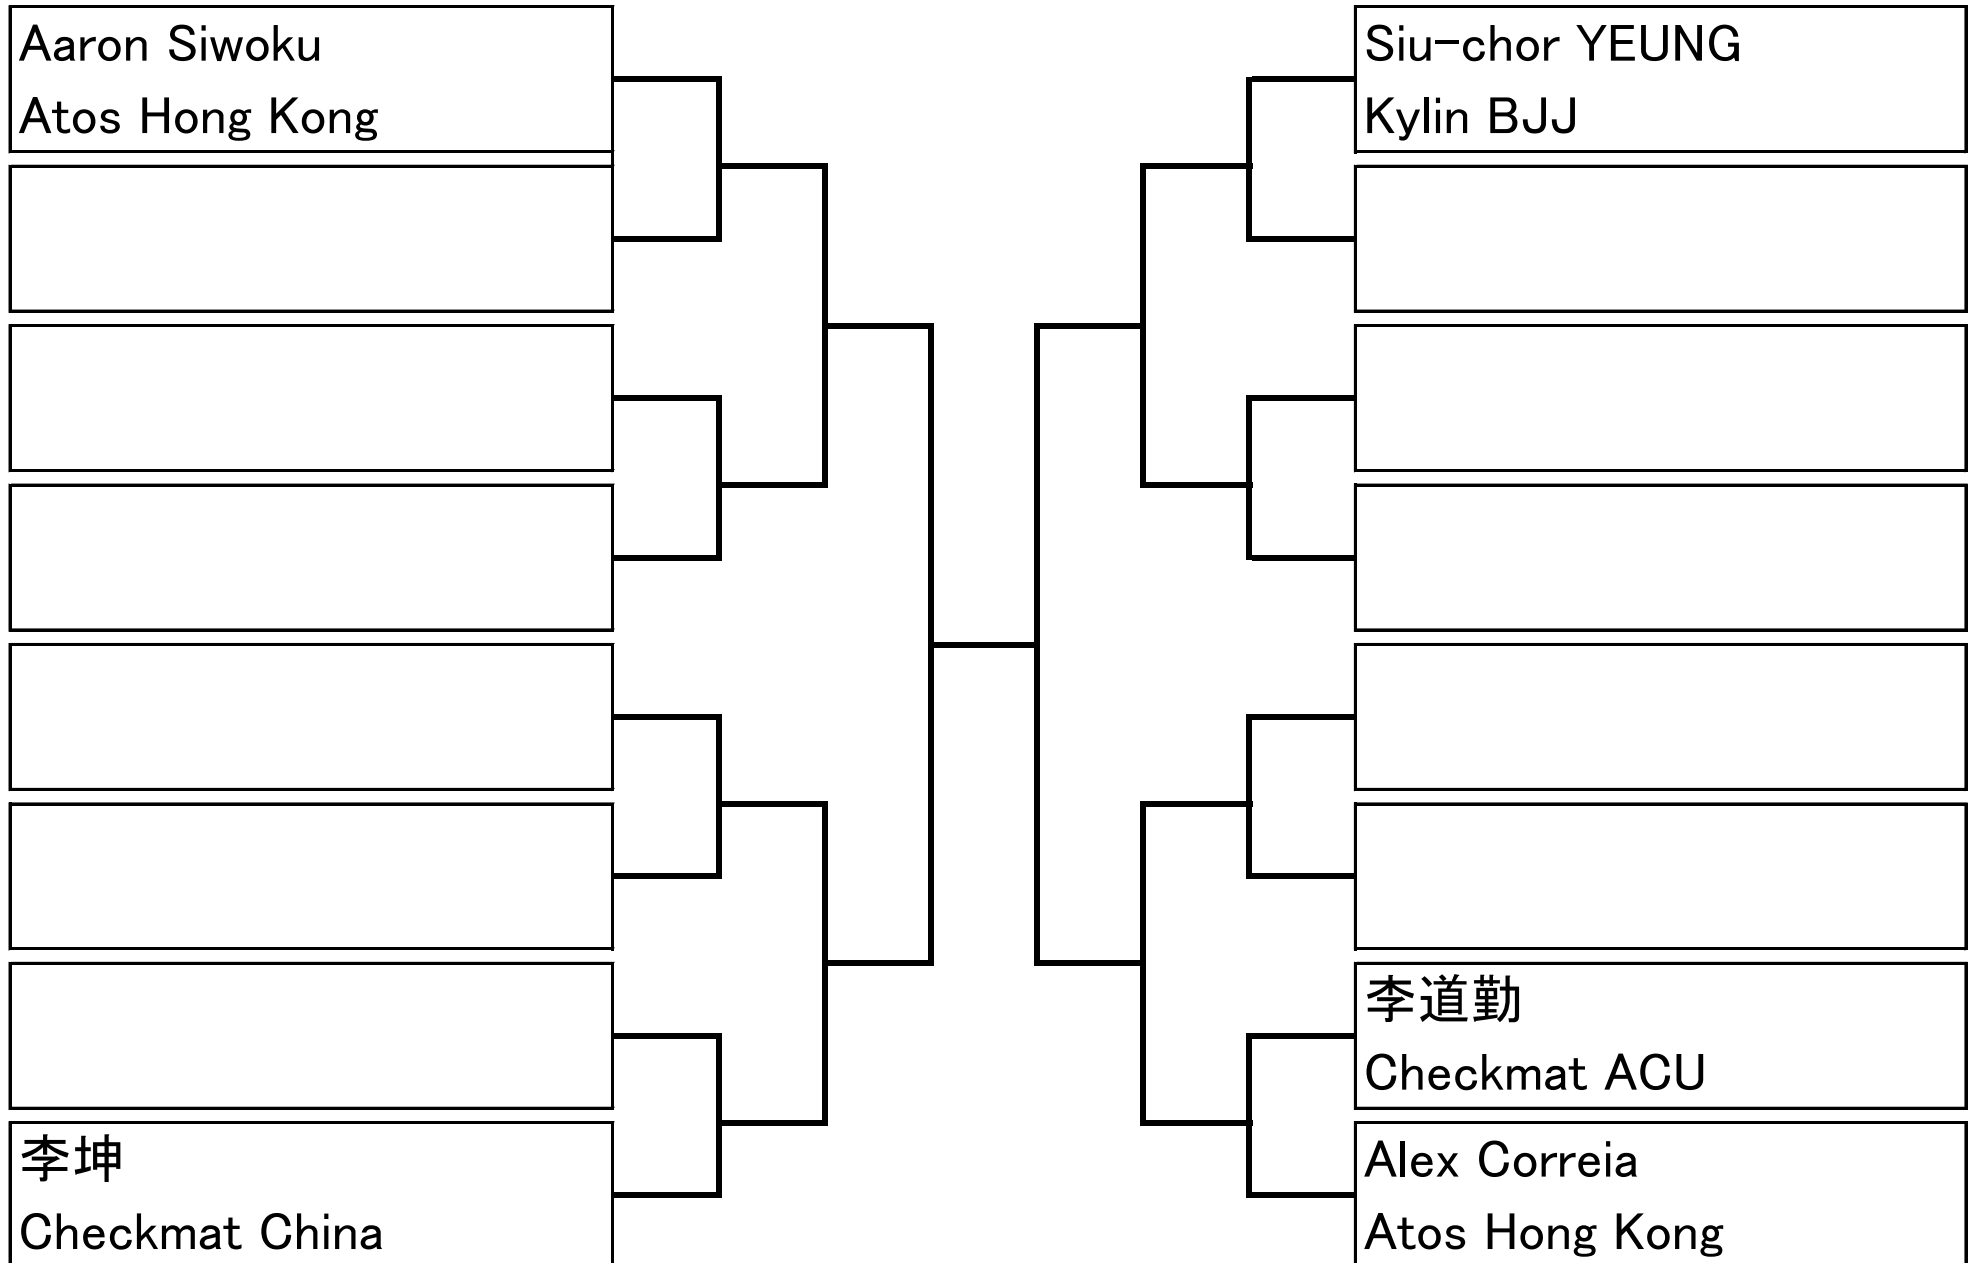 Aaron Siwoku
Atos Hong Kong
李坤
Checkmat China
Siu-chor YEUNG
Kylin BJJ
李道勤
Checkmat ACU
Alex Correia
Atos Hong Kong